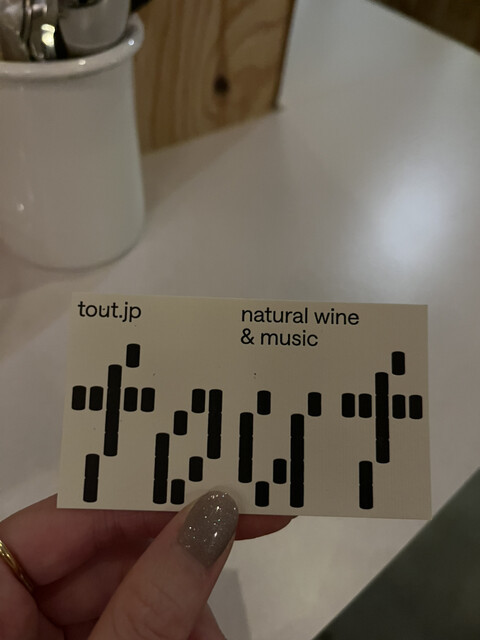 tout.jp
natural wine
& music
tout